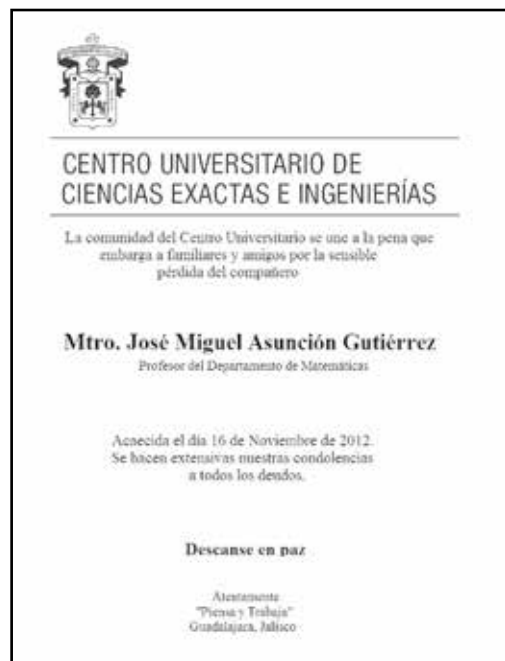 CENTRO UNIVERSITARIO DE
CIENCIAS EXACTAS E INGENIERÍAS
La comunidad del Centro Universitario se une a la pena que
embarga a familiares y amigos por la sensible
pérdida del compañero
Mtro. José Miguel Asunción Gutiérrez
Profesor del Departamento de Matemáticas
Acaecida el día 16 de Noviembre de 2012.
Se hacen extensivas nuestras condolencias
a todos los deudos.
Descanse en paz
Atentamente
"Piensa y Trabaja"
Guadalajara, Jalisco